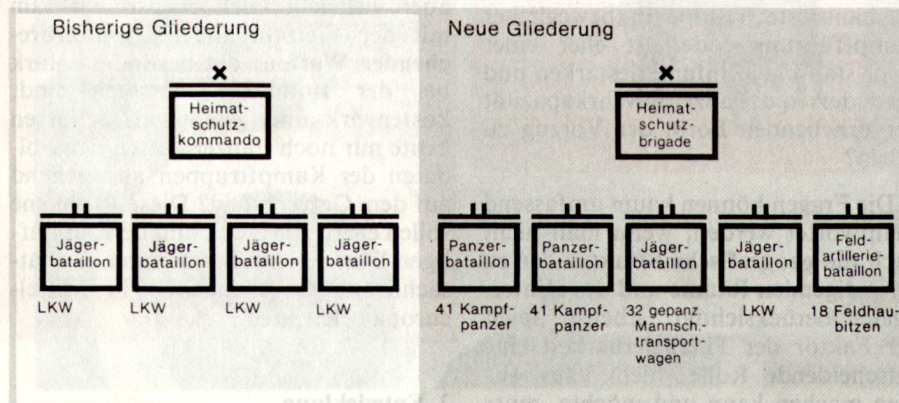 Bisherige Gliederung
Heimat-
schutz-
kommando
Jäger-
bataillon
LKW
Jäger-
bataillon
LKW
Jäger-
bataillon
LKW
Jäger-
bataillon
LKW
Neue Gliederung
Heimat-
schutz-
brigade
Panzer-
bataillon
41 Kampf-
panzer
Panzer-
bataillon
41 Kampf-
panzer
Jäger-
bataillon
32 gepanz
Mannsch.
transport-
wagen
Jäger-
bataillon
LKW
Feld-
artillerie-
bataillon
18 Feldhau-
bitzen